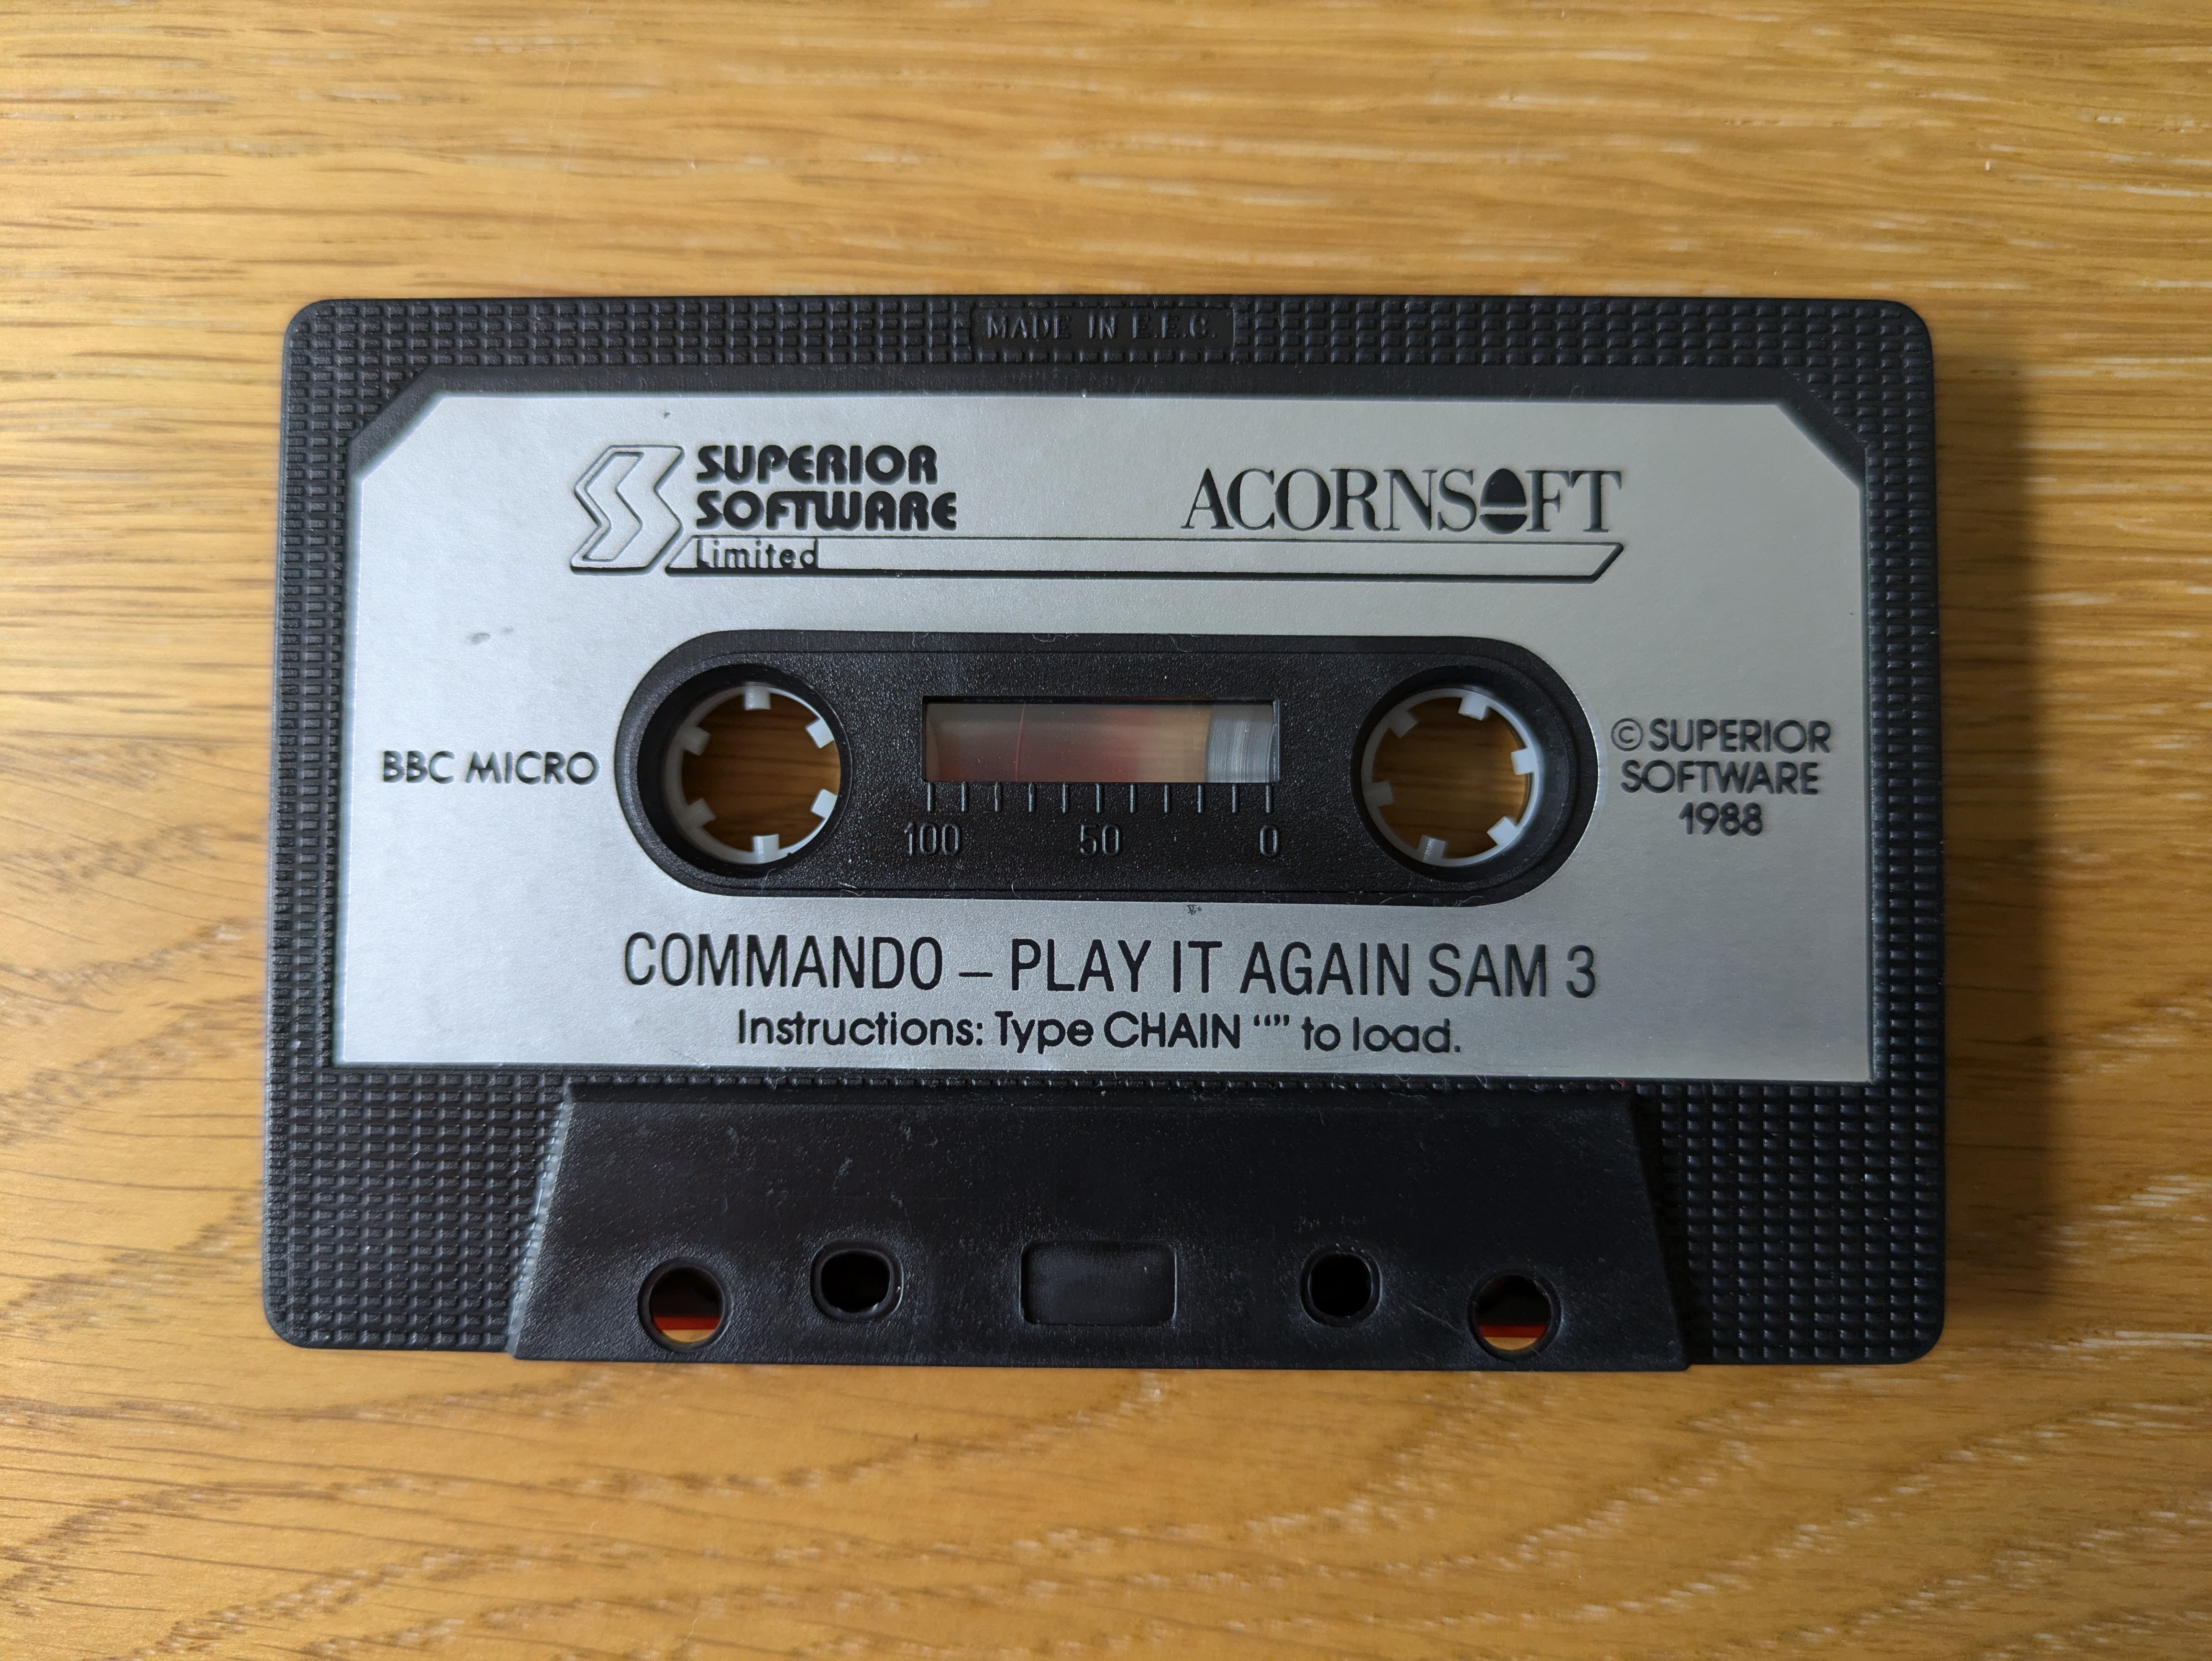 MADE IN E.E.C.
SUPERIOR
SOFTWARE
Limited
ACORNSOFT
BBC MICRO
100 50 0
© SUPERIOR
SOFTWARE
1988
COMMANDO – PLAY IT AGAIN SAM 3
Instructions: Type CHAIN “” to load.